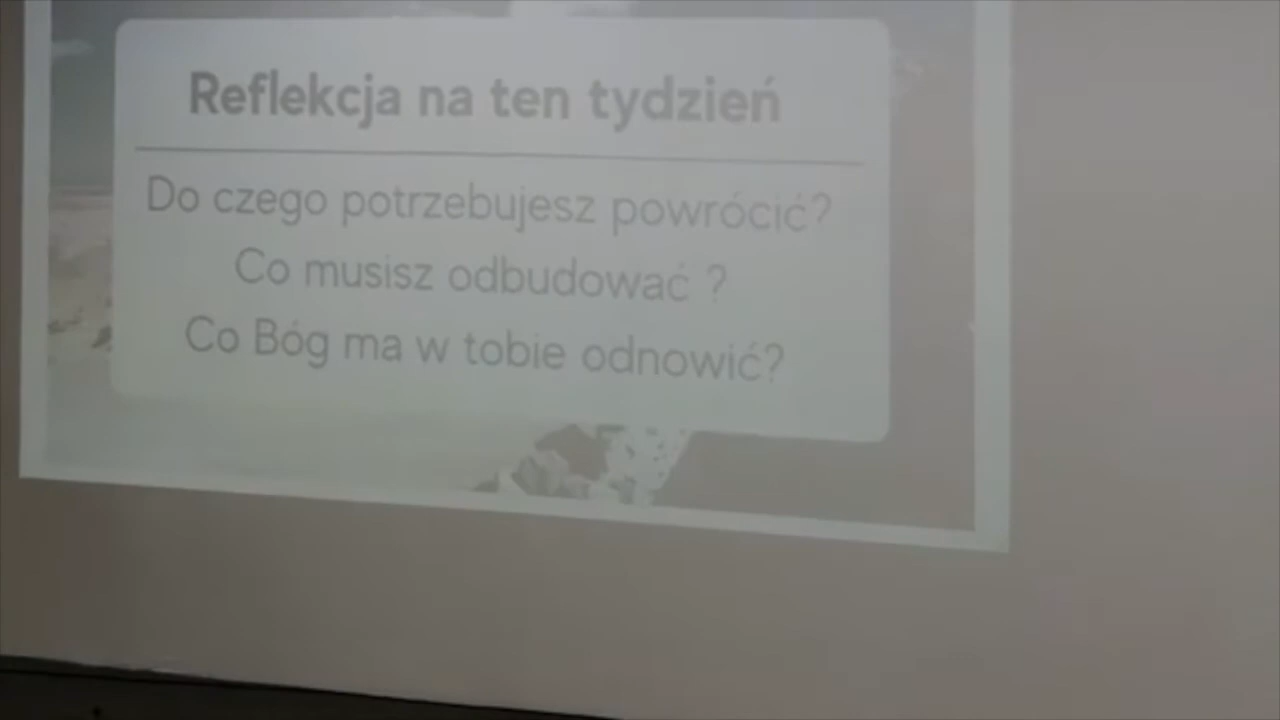 Reflekcja na ten tydzień
Do czego potrzebujesz powrócić?
Co musisz odbudować ?
Co Bóg ma w tobie odnowić?